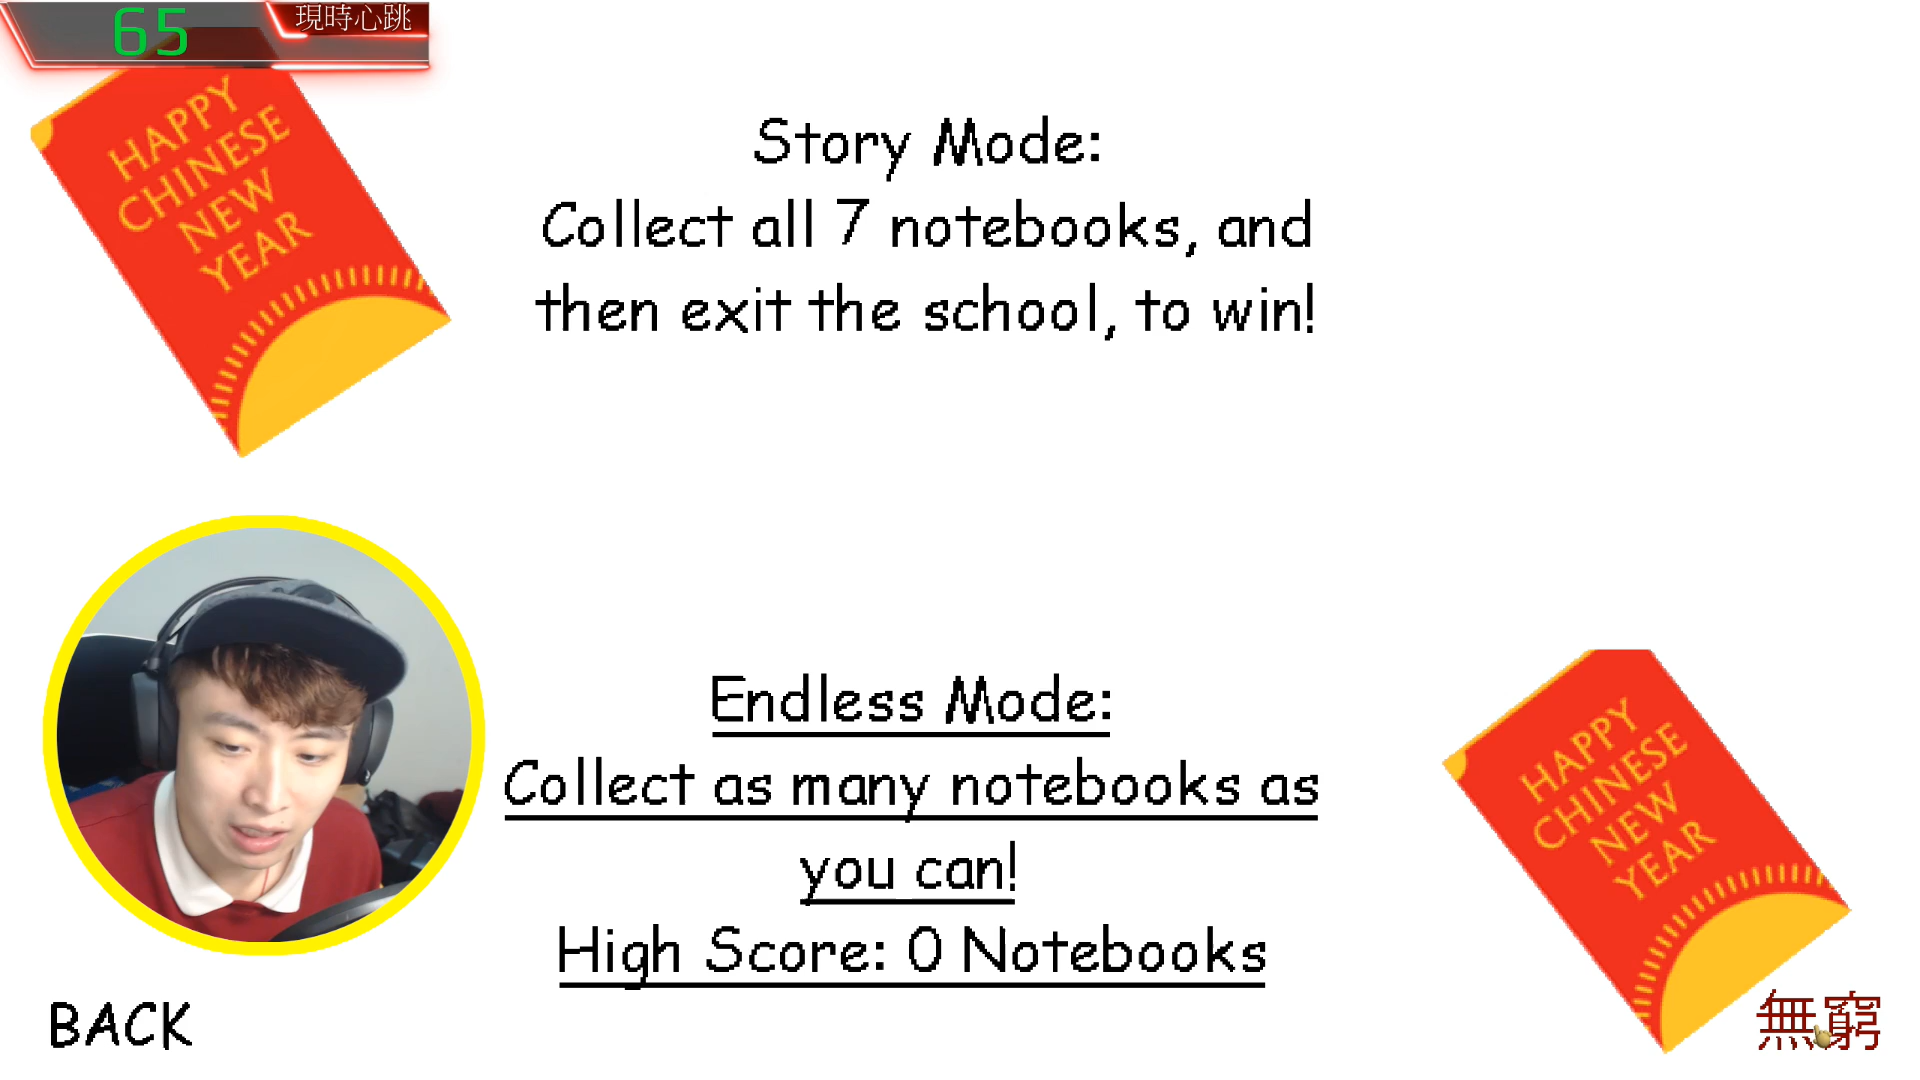 65
現時心跳
HAPPY
CHINESE
NEW
YEAR
Story Mode:
Collect all 7 notebooks, and
then exit the school, to win!
Endless Mode:
Collect as many notebooks as
you can!
High Score: 0 Notebooks
HAPPY
CHINESE
NEW
YEAR
BACK
無窮